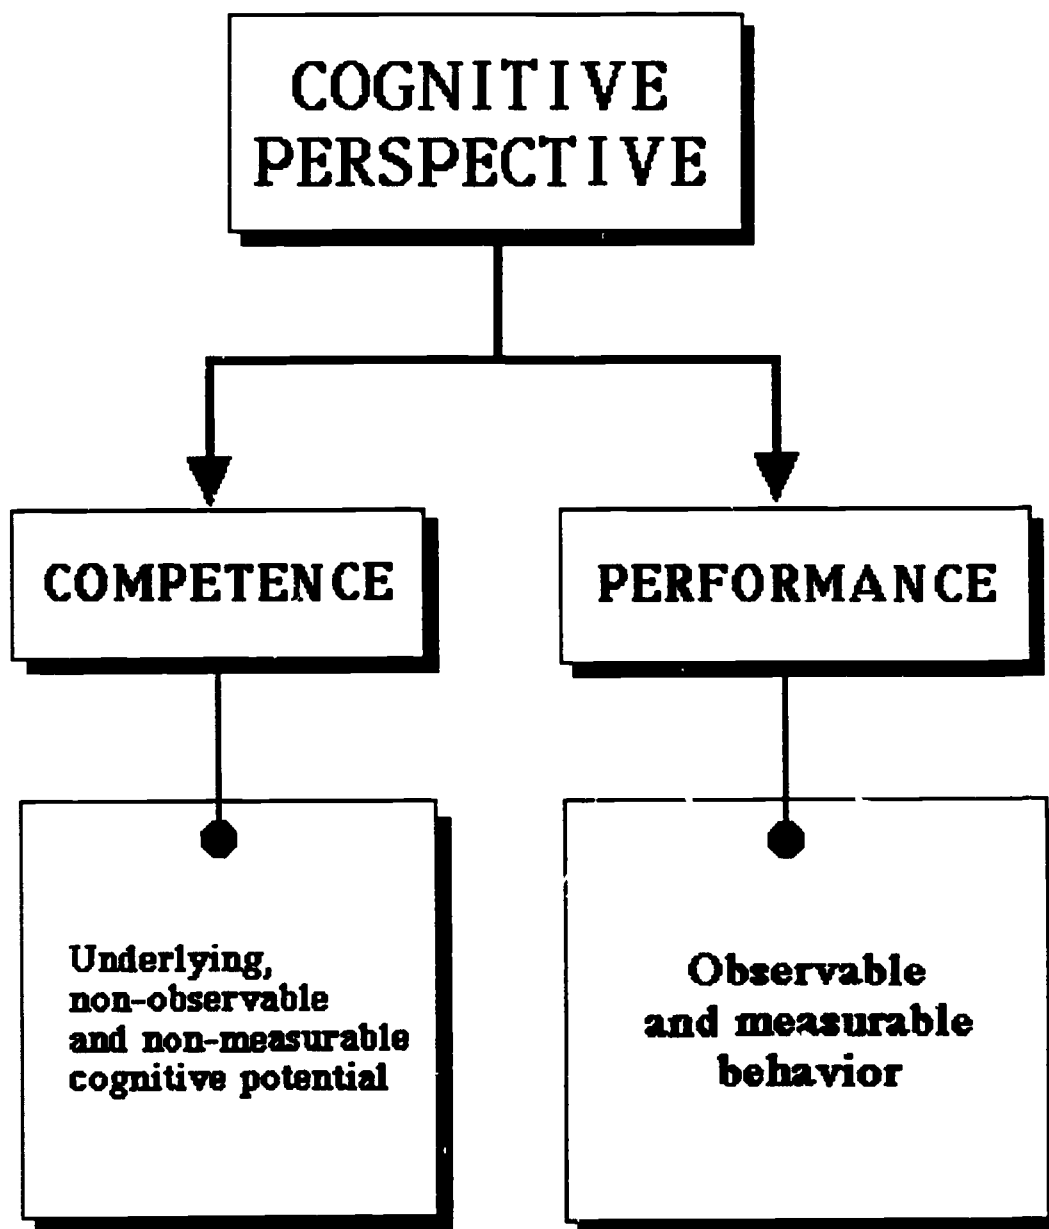 COGNITIVE
PERSPECTIVE
COMPETENCE
PERFORMANCE
Underlying,
non-observable
and non-measurable
cognitive potential
Observable
and measurable
behavior